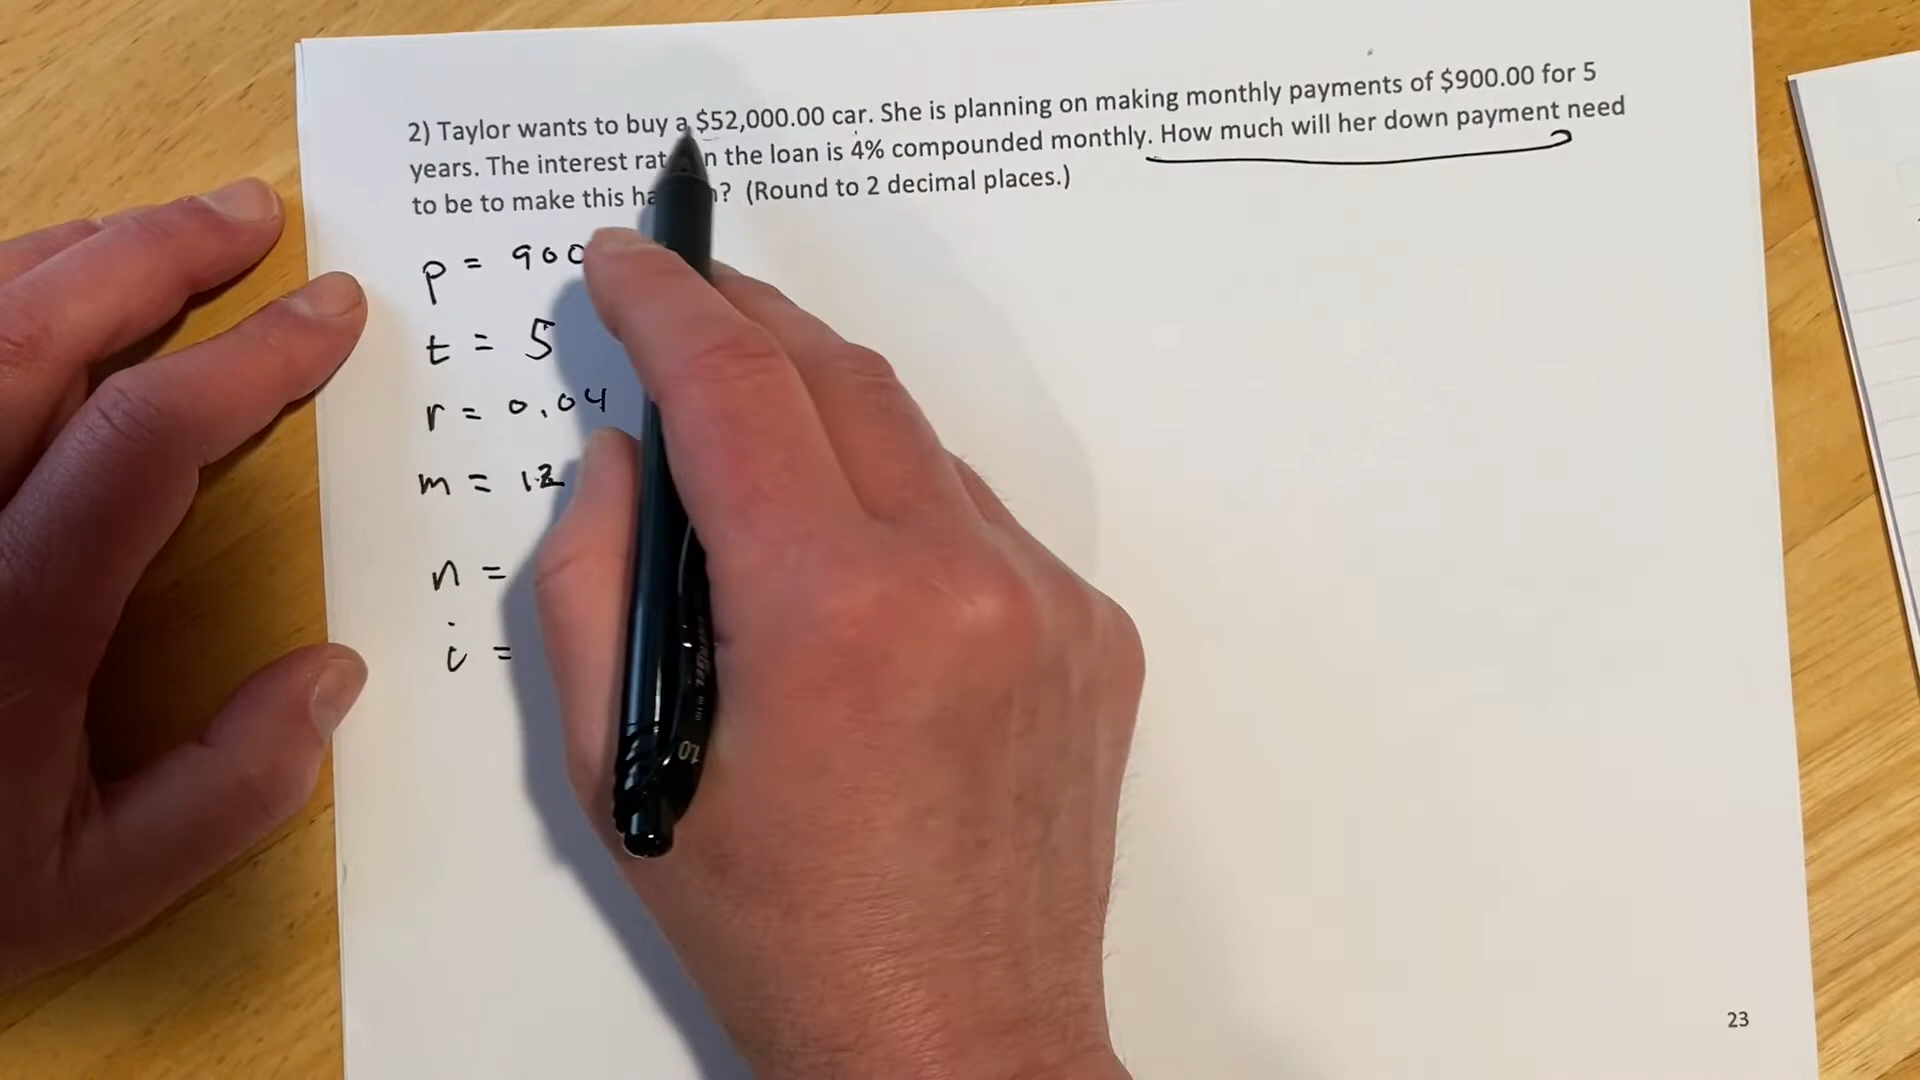 2) Taylor wants to buy a $52,000.00 car. She is planning on making monthly payments of $900.00 for 5
years. The interest rat n the loan is 4% compounded monthly. How much will her down payment need
to be to make this ha n? (Round to 2 decimal places.)
p = 900
t = 5
r = 0.04
m = 12
n =
i =
07
23